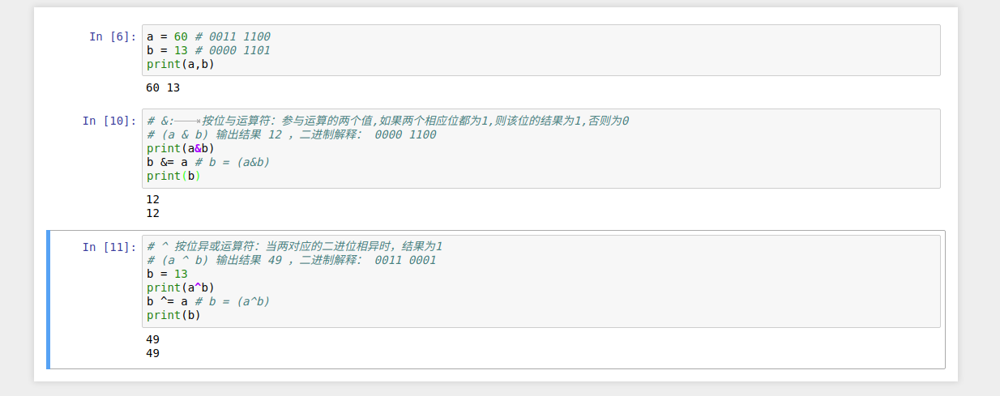 In [6]: a = 60 # 0011 1100
b = 13 # 0000 1101
print(a,b)
60 13
In [10]: # &:——→按位与运算符：参与运算的两个值,如果两个相应位都为1,则该位的结果为1,否则为0
# (a & b) 输出结果 12 ，二进制解释： 0000 1100
print(a&b)
b &= a # b = (a&b)
print(b)
12
12
In [11]: # ^ 按位异或运算符：当两对应的二进位相异时，结果为1
# (a ^ b) 输出结果 49 ，二进制解释： 0011 0001
b = 13
print(a^b)
b ^= a # b = (a^b)
print(b)
49
49